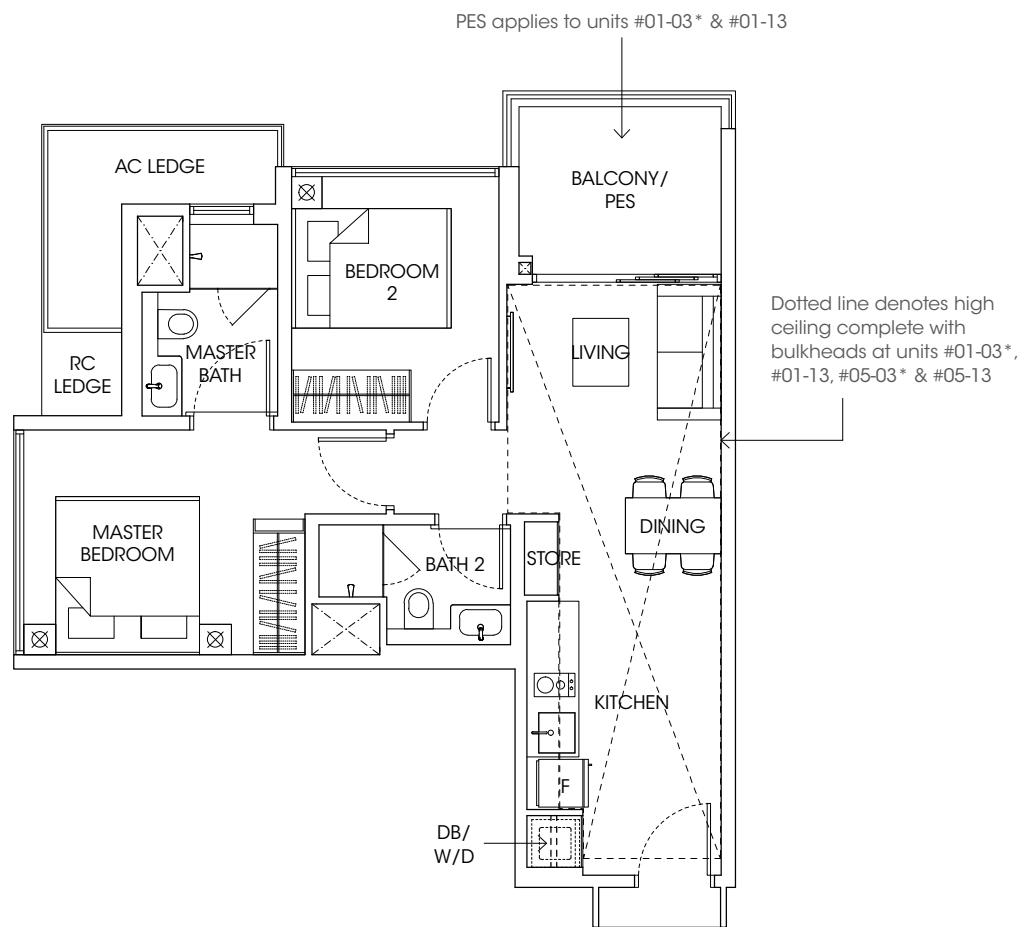 PES applies to units #01-03* & #01-13
AC LEDGE
BALCONY/
PES
BEDROOM
2
Dotted line denotes high
ceiling complete with
bulkheads at units #01-03*,
#01-13, #05-03* & #05-13
RC
LEDGE
MASTER
BATH
LIVING
MASTER
BEDROOM
DINING
BATH 2
STORE
KITCHEN
F
DB/
W/D